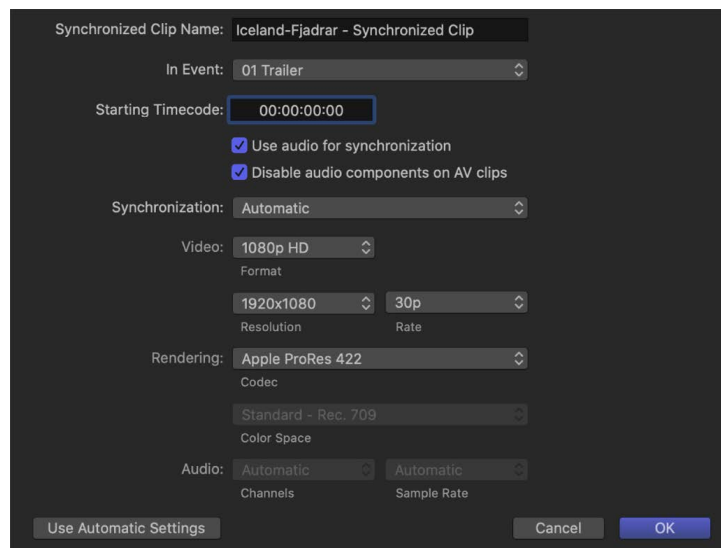 Synchronized Clip Name: Iceland-Fjadrar - Synchronized Clip
In Event: 01 Trailer
Starting Timecode: 00:00:00:00
Use audio for synchronization
Disable audio components on AV clips
Synchronization: Automatic
Video: 1080p HD
Format
1920x1080 30p
Resolution Rate
Rendering: Apple ProRes 422
Codec
Standard - Rec. 709
Color Space
Audio: Automatic Automatic
Channels Sample Rate
Use Automatic Settings Cancel OK